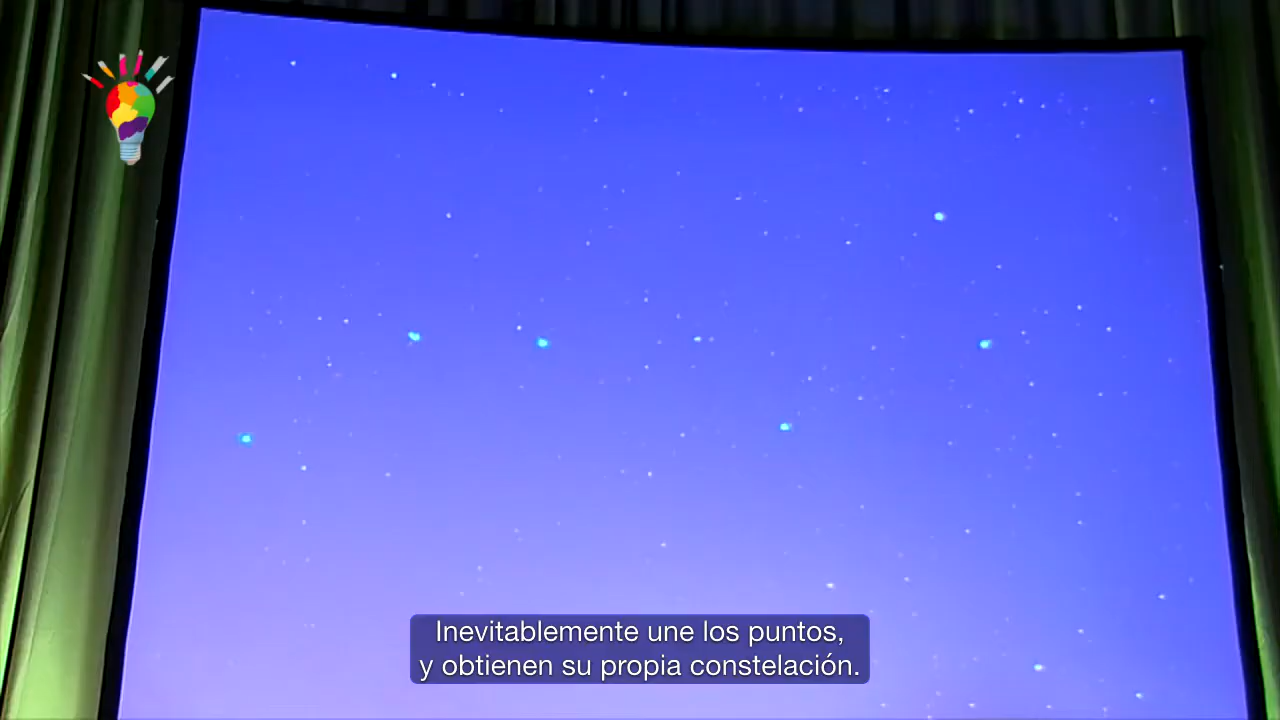 Inevitablemente une los puntos,
y obtienen su propia constelación.